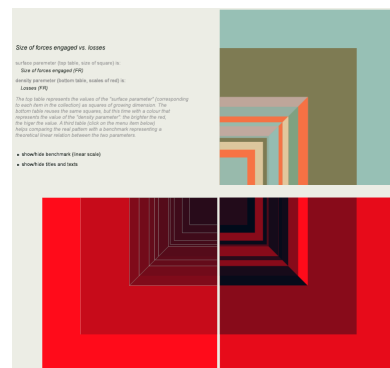 Size of forces engaged vs. losses
surface parameter (top table, size of square) is:
Size of forces engaged (FR)
density parameter (bottom table, scales of red) is:
Losses (FR)
The top table represents the values of the "surface parameter" (corresponding
to each item in the collection) as squares of growing dimension. The
bottom table reuses the same squares, but this time with a colour that
represents the value of the "density parameter": the brighter the red,
the higer the value. A third table (click on the menu item below)
helps comparing the real pattern with a benchmark representing a
theoretical linear relation between the two parameters
show/hide benchmark (linear scale)
show/hide titles and texts